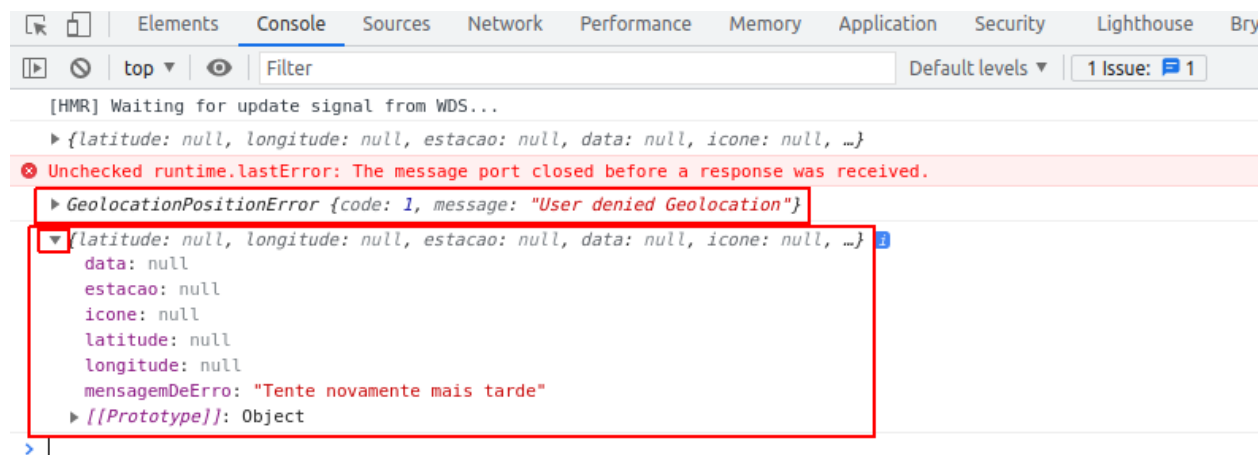 Elements Console Sources Network Performance Memory Application Security Lighthouse Bry
top ▼ Filter Default levels ▼ 1 Issue: 1
[HMR] Waiting for update signal from WDS...
▶ {latitude: null, longitude: null, estacao: null, data: null, icone: null, …}
Unchecked runtime.lastError: The message port closed before a response was received.
▶ GeolocationPositionError {code: 1, message: "User denied Geolocation"}
▼ {latitude: null, longitude: null, estacao: null, data: null, icone: null, …} i
data: null
estacao: null
icone: null
latitude: null
longitude: null
mensagemDeErro: "Tente novamente mais tarde"
▶ [[Prototype]]: Object
>